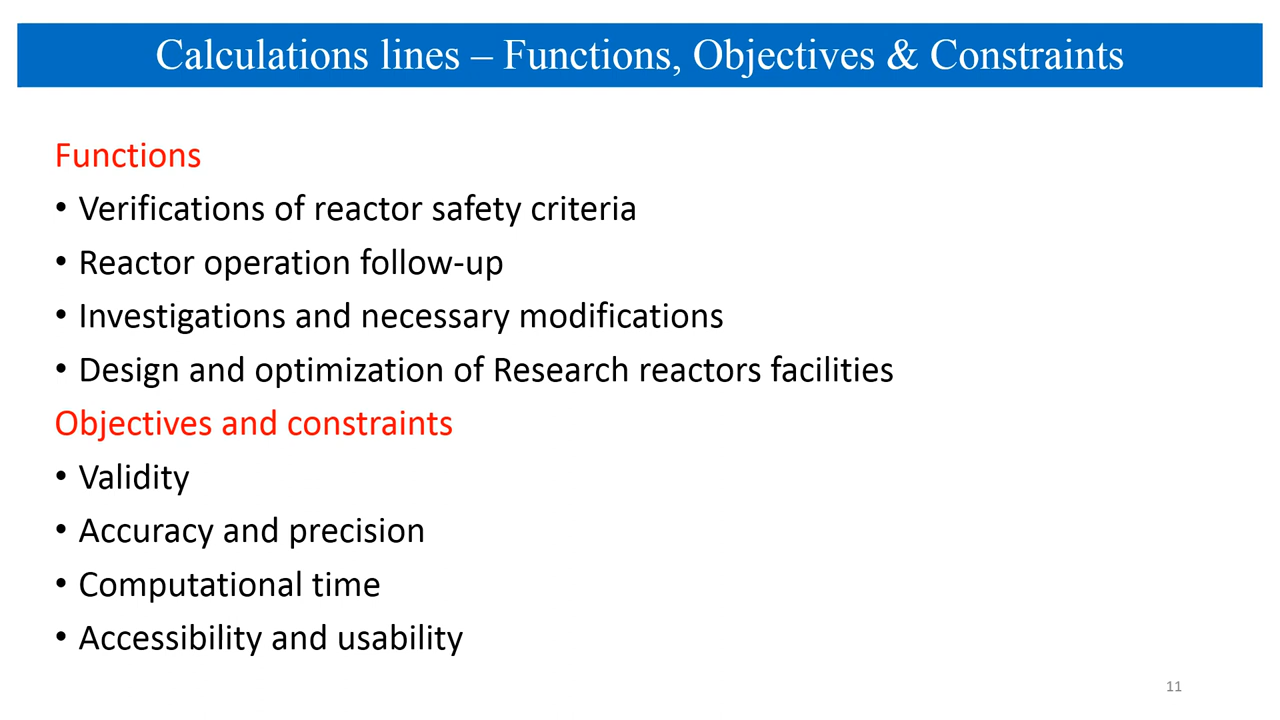 Calculations lines – Functions, Objectives & Constraints
Functions
• Verifications of reactor safety criteria
• Reactor operation follow-up
• Investigations and necessary modifications
• Design and optimization of Research reactors facilities
Objectives and constraints
• Validity
• Accuracy and precision
• Computational time
• Accessibility and usability
11